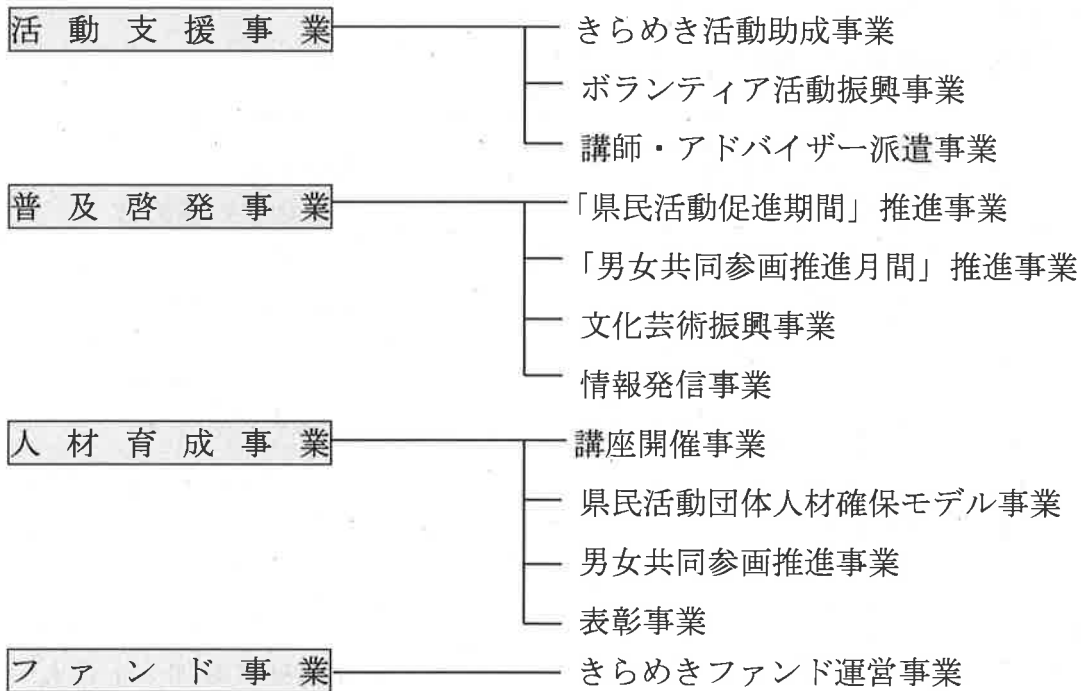 活動支援事業
きらめき活動助成事業
ボランティア活動振興事業
講師・アドバイザー派遣事業
普及啓発事業
「県民活動促進期間」推進事業
「男女共同参画推進月間」推進事業
文化芸術振興事業
情報発信事業
人材育成事業
講座開催事業
県民活動団体人材確保モデル事業
男女共同参画推進事業
表彰事業
ファンド事業
きらめきファンド運営事業